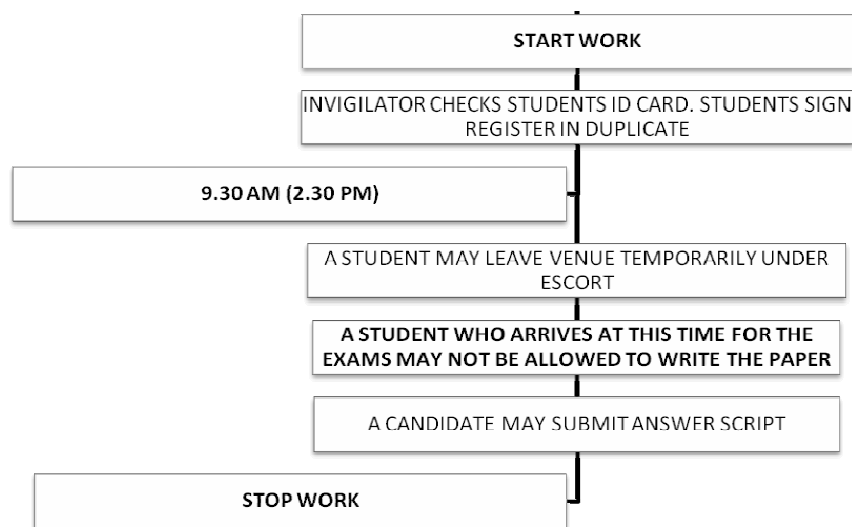 START WORK
INVIGILATOR CHECKS STUDENTS ID CARD. STUDENTS SIGN
REGISTER IN DUPLICATE
9.30 AM (2.30 PM)
A STUDENT MAY LEAVE VENUE TEMPORARILY UNDER
ESCORT
A STUDENT WHO ARRIVES AT THIS TIME FOR THE
EXAMS MAY NOT BE ALLOWED TO WRITE THE PAPER
A CANDIDATE MAY SUBMIT ANSWER SCRIPT
STOP WORK